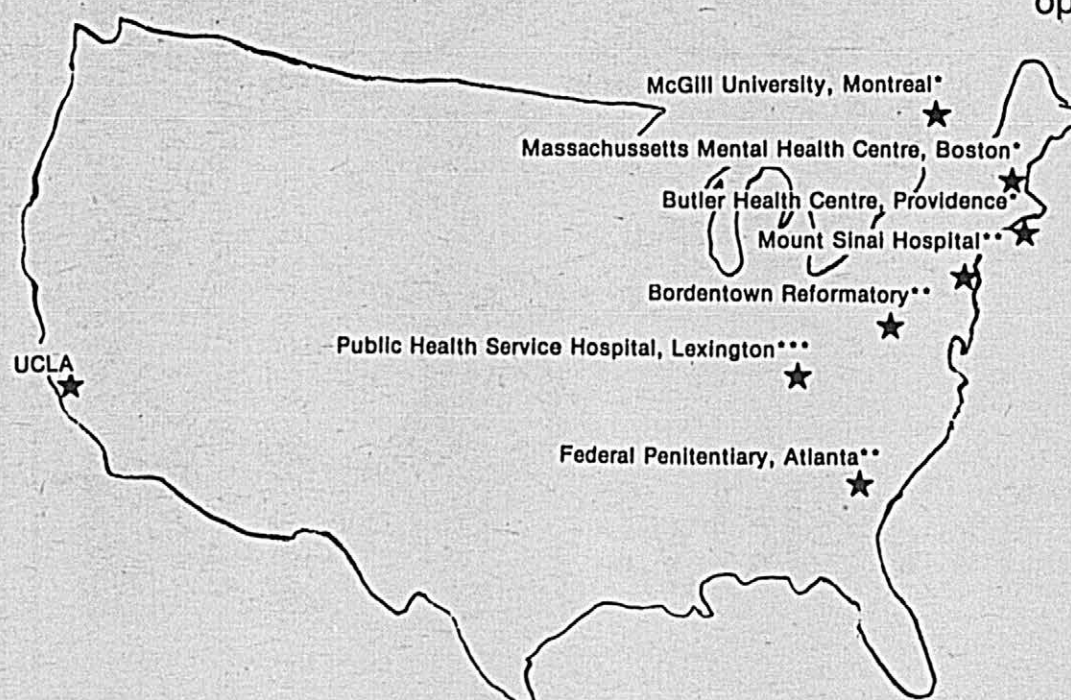 op
McGill University, Montreal*
Massachussetts Mental Health Centre, Boston*
Butler Health Centre, Providence*
Mount Sinai Hospital**
Bordentown Reformatory**
Public Health Service Hospital, Lexington***
UCLA
Federal Penitentiary, Atlanta**